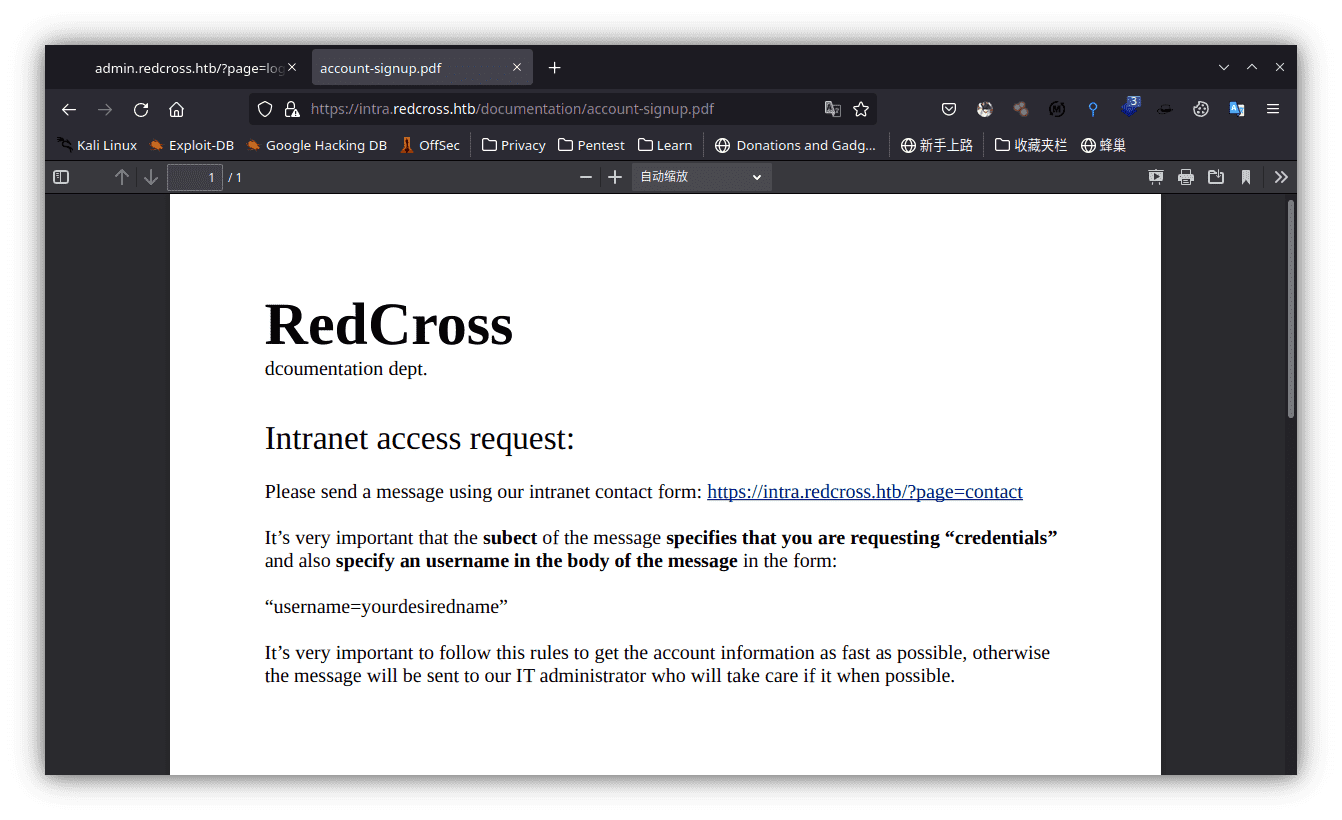 admin.redcross.htb/?page=log
account-signup.pdf
https://intra.redcross.htb/documentation/account-signup.pdf
3
Kali Linux Exploit-DB Google Hacking DB OffSec Privacy Pentest Learn Donations and Gadg... 新手上路 收藏夹栏 蜂巢
1 / 1 自动缩放
RedCross
dcoumentation dept.
Intranet access request:
Please send a message using our intranet contact form: https://intra.redcross.htb/?page=contact
It’s very important that the subect of the message specifies that you are requesting “credentials”
and also specify an username in the body of the message in the form:
“username=yourdesiredname”
It’s very important to follow this rules to get the account information as fast as possible, otherwise
the message will be sent to our IT administrator who will take care if it when possible.